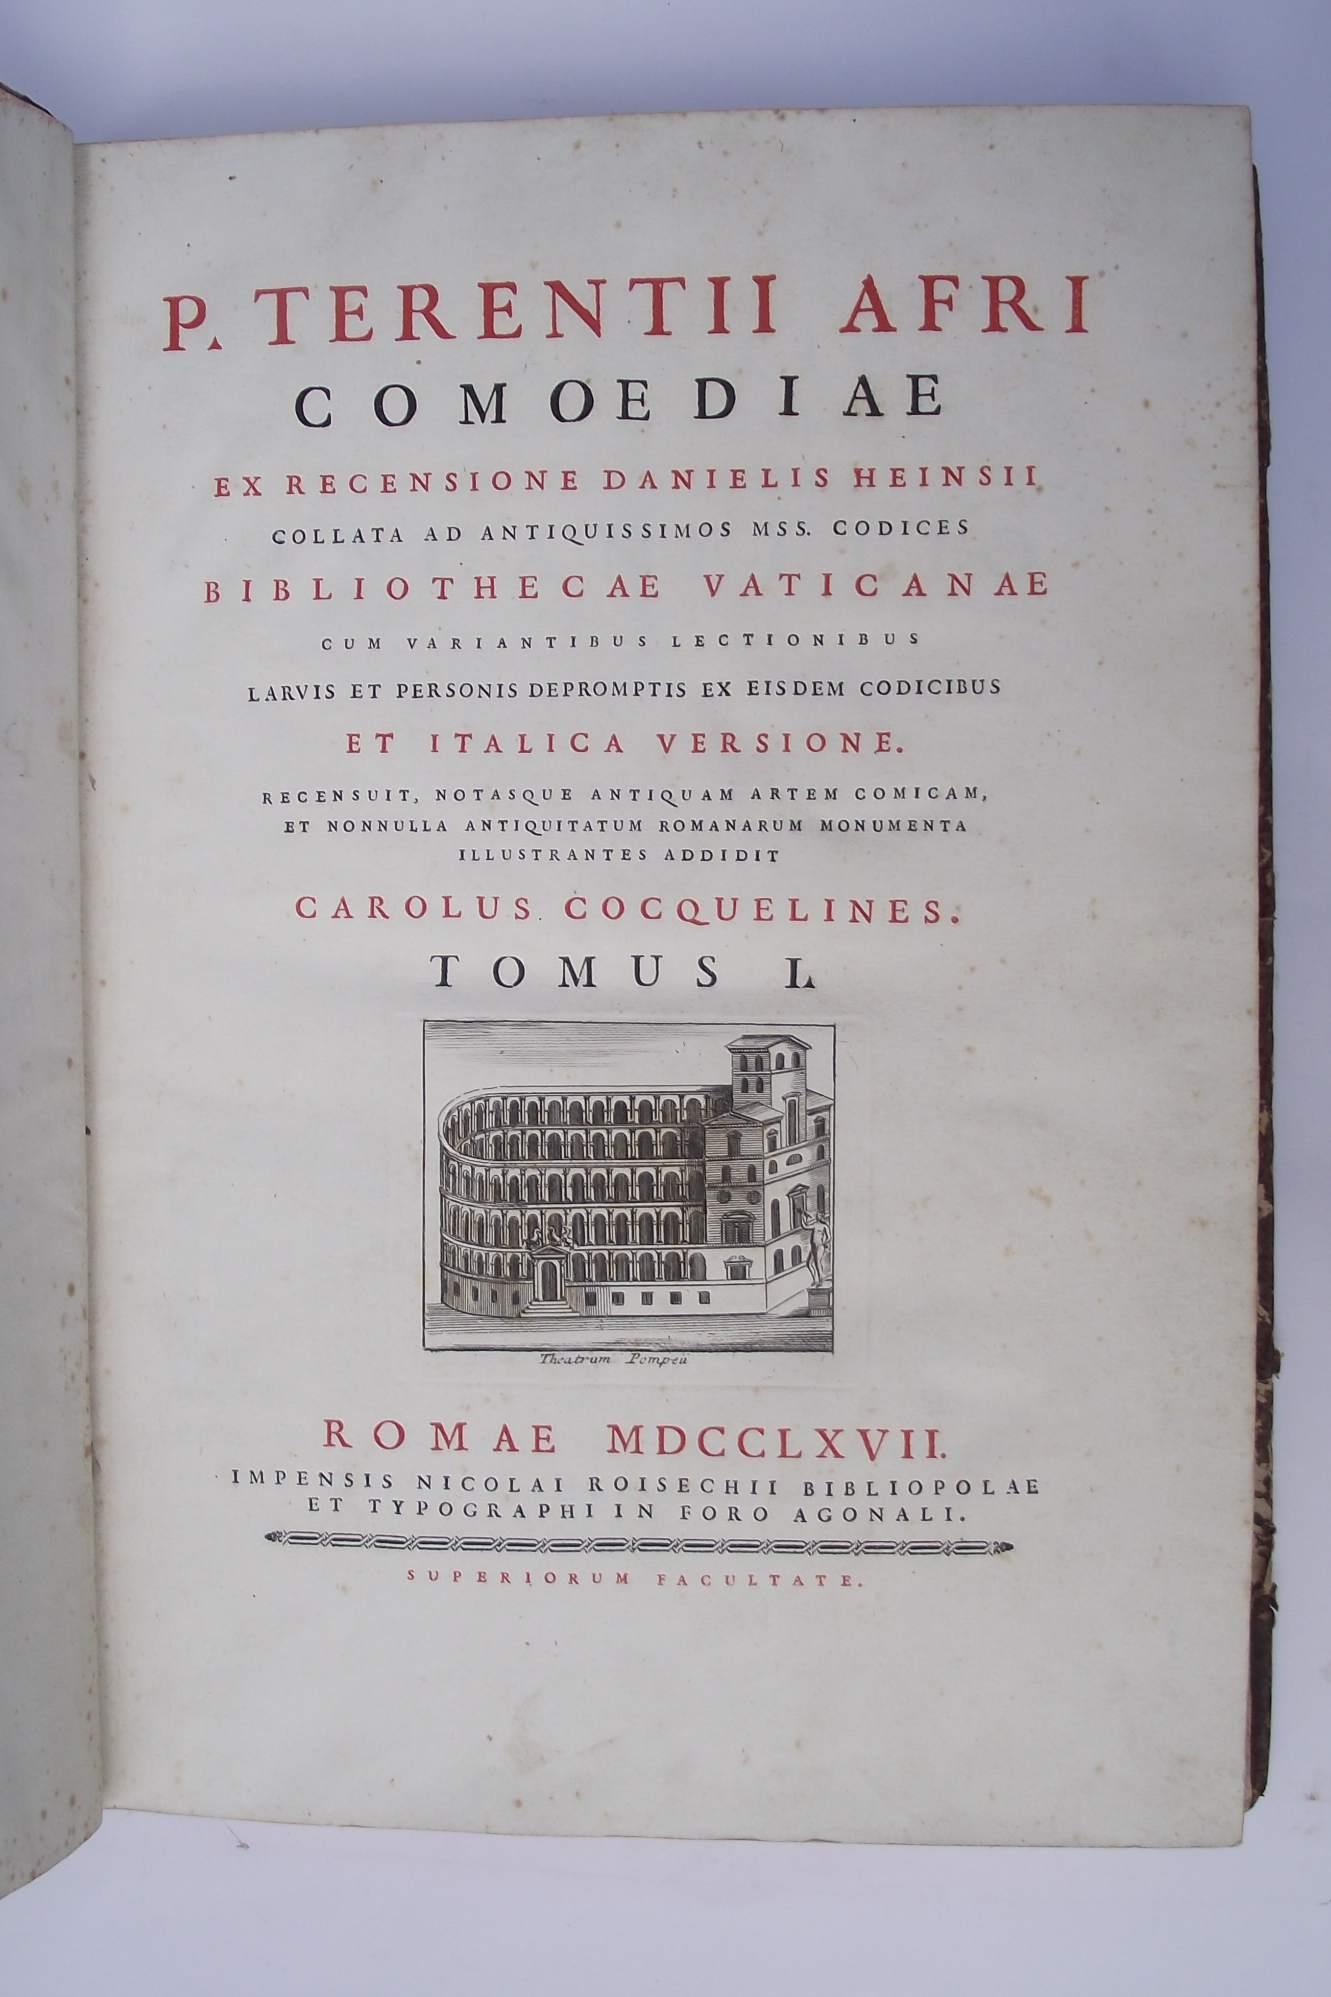 P. TERENTII AFRI
COMOEDIAE
EX RECENSIONE DANIELIS HEINSII
COLLATA AD ANTIQUISSIMOS MSS. CODICES
BIBLIOTHECAE VATICANAE
CUM VARIANTIBUS LECTIONIBUS
LARVIS ET PERSONIS DEPROMPTIS EX EISDEM CODICIBUS
ET ITALICA VERSIONE.
RECENSUIT, NOTASQUE ANTIQUAM ARTEM COMICAM,
ET NONNULLA ANTIQUITATUM ROMANARUM MONUMENTA
ILLUSTRANTES ADDIDIT
CAROLUS COCQUELINES.
TOMUS I.
Theatrum Pompeii
ROMAE MDCCLXVII.
IMPENSIS NICOLAI ROISECHII BIBLIOPOLAE
ET TYPOGRAPHI IN FORO AGONALI.
SUPERIORUM FACULTATE.